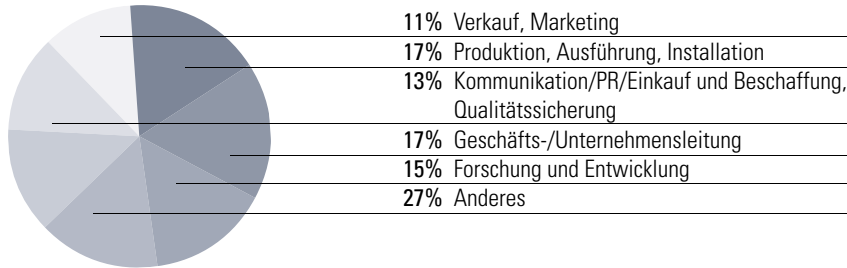 11% Verkauf, Marketing
17% Produktion, Ausführung, Installation
13% Kommunikation/PR/Einkauf und Beschaffung,
Qualitätssicherung
17% Geschäfts-/Unternehmensleitung
15% Forschung und Entwicklung
27% Anderes